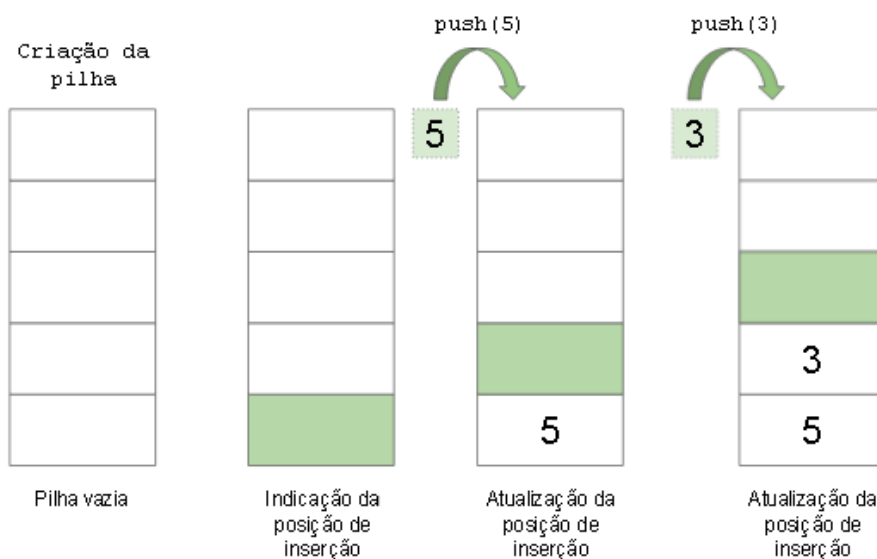 Criação da
pilha
push(5)
push(3)
5
3
5
3
5
Pilha vazia
Indicação da
posição de
inserção
Atualização da
posição de
inserção
Atualização da
posição de
inserção